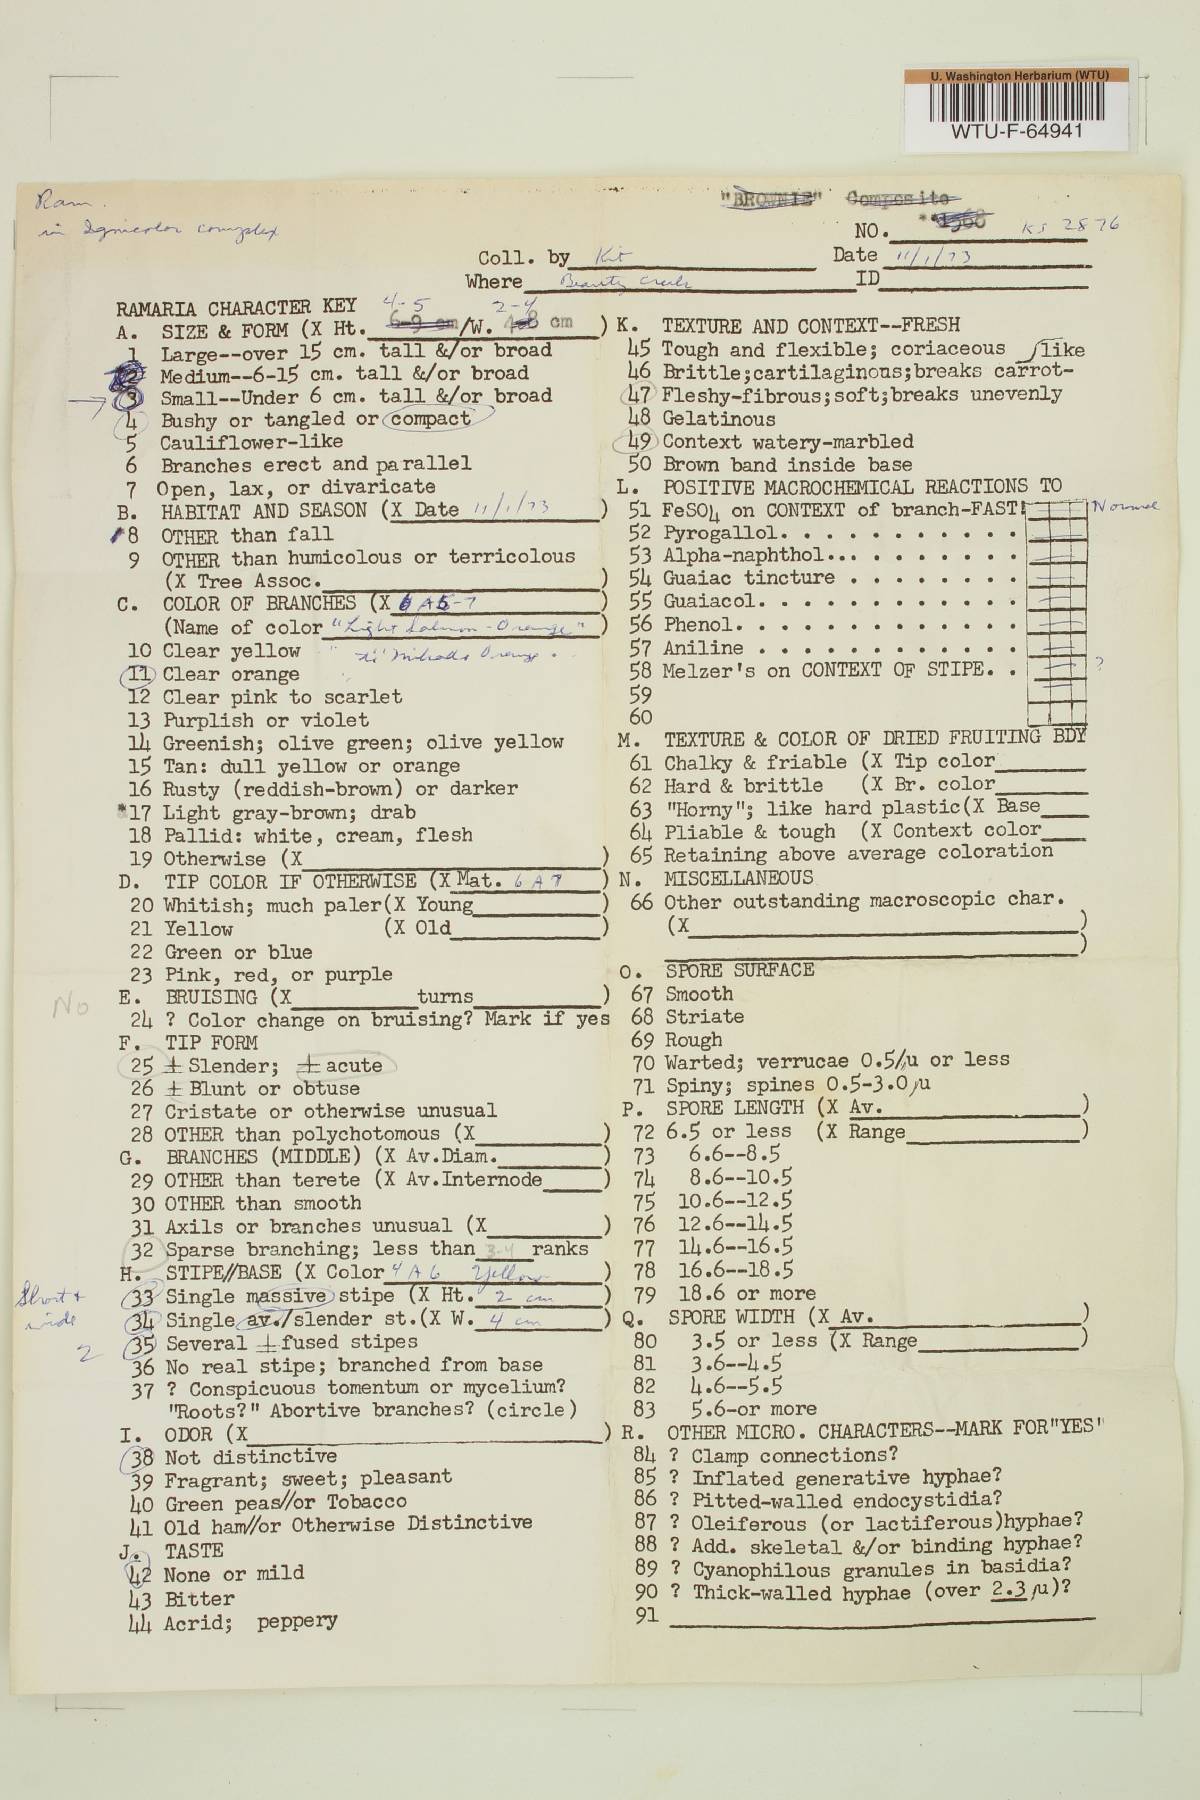 U. Washington Herbarium (WTU)
WTU-F-64941
Ram.
in Ignicolor complex
"BROWNIE" Composite
NO. **1568 KS 2876
Coll. by Kit Date 11/1/73
Where Beauty Creek ID
RAMARIA CHARACTER KEY 4-5 2-4
A. SIZE & FORM (X Ht. 6-9 cm/W. 4-8 cm )
1 Large--over 15 cm. tall &/or broad
2 Medium--6-15 cm. tall &/or broad
3 Small--Under 6 cm. tall &/or broad
4 Bushy or tangled or compact
5 Cauliflower-like
6 Branches erect and parallel
7 Open, lax, or divaricate
B. HABITAT AND SEASON (X Date 11/1/73 )
8 OTHER than fall
9 OTHER than humicolous or terricolous
(X Tree Assoc. )
C. COLOR OF BRANCHES (X 6A5-7 )
(Name of color "Light Salmon-Orange" )
10 Clear yellow
11 Clear orange
12 Clear pink to scarlet
13 Purplish or violet
14 Greenish; olive green; olive yellow
15 Tan: dull yellow or orange
16 Rusty (reddish-brown) or darker
*17 Light gray-brown; drab
18 Pallid: white, cream, flesh
19 Otherwise (X )
D. TIP COLOR IF OTHERWISE (X Mat. 6A7 )
20 Whitish; much paler(X Young )
21 Yellow (X Old )
22 Green or blue
23 Pink, red, or purple
E. BRUISING (X turns )
No
24 ? Color change on bruising? Mark if yes
F. TIP FORM
25 ± Slender; ± acute
26 ± Blunt or obtuse
27 Cristate or otherwise unusual
28 OTHER than polychotomous (X )
G. BRANCHES (MIDDLE) (X Av.Diam. )
29 OTHER than terete (X Av.Internode )
30 OTHER than smooth
31 Axils or branches unusual (X )
32 Sparse branching; less than 3-4 ranks
H. STIPE//BASE (X Color 4A6 Yellow )
Short &
wide
33 Single massive stipe (X Ht. 2 cm )
34 Single av./slender st.(X W. 4 cm )
2
35 Several ± fused stipes
36 No real stipe; branched from base
37 ? Conspicuous tomentum or mycelium?
"Roots?" Abortive branches? (circle)
I. ODOR (X )
38 Not distinctive
39 Fragrant; sweet; pleasant
40 Green peas//or Tobacco
41 Old ham//or Otherwise Distinctive
J. TASTE
42 None or mild
43 Bitter
44 Acrid; peppery
K. TEXTURE AND CONTEXT--FRESH
45 Tough and flexible; coriaceous like
46 Brittle;cartilaginous;breaks carrot-
47 Fleshy-fibrous;soft;breaks unevenly
48 Gelatinous
49 Context watery-marbled
50 Brown band inside base
L. POSITIVE MACROCHEMICAL REACTIONS TO
51 FeSO4 on CONTEXT of branch-FAST! Normal
52 Pyrogallol. . . . . . . . . . .
53 Alpha-naphthol... . . . . . . .
54 Guaiac tincture . . . . . . . .
55 Guaiacol. . . . . . . . . . . .
56 Phenol. . . . . . . . . . . . .
57 Aniline . . . . . . . . . . . .
58 Melzer's on CONTEXT OF STIPE. . ?
59
60
M. TEXTURE & COLOR OF DRIED FRUITING BDY
61 Chalky & friable (X Tip color
62 Hard & brittle (X Br. color
63 "Horny"; like hard plastic(X Base
64 Pliable & tough (X Context color
65 Retaining above average coloration
N. MISCELLANEOUS
66 Other outstanding macroscopic char.
(X )
)
O. SPORE SURFACE
67 Smooth
68 Striate
69 Rough
70 Warted; verrucae 0.5/µ or less
71 Spiny; spines 0.5-3.0 µ
P. SPORE LENGTH (X Av. )
72 6.5 or less (X Range )
73 6.6--8.5
74 8.6--10.5
75 10.6--12.5
76 12.6--14.5
77 14.6--16.5
78 16.6--18.5
79 18.6 or more
Q. SPORE WIDTH (X Av. )
80 3.5 or less (X Range )
81 3.6--4.5
82 4.6--5.5
83 5.6-or more
R. OTHER MICRO. CHARACTERS--MARK FOR"YES"
84 ? Clamp connections?
85 ? Inflated generative hyphae?
86 ? Pitted-walled endocystidia?
87 ? Oleiferous (or lactiferous)hyphae?
88 ? Add. skeletal &/or binding hyphae?
89 ? Cyanophilous granules in basidia?
90 ? Thick-walled hyphae (over 2.3 µ)?
91